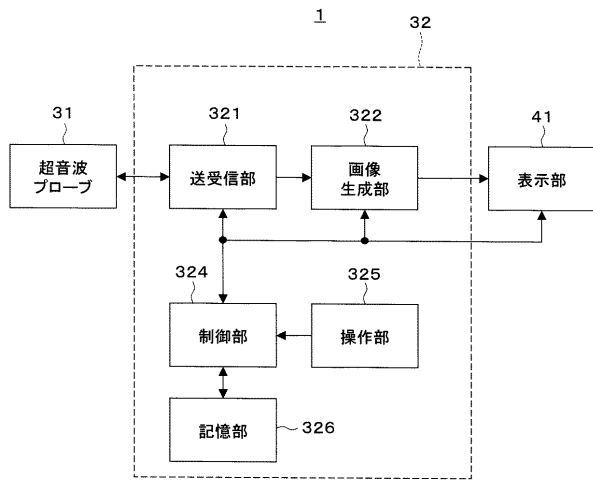 1
32
31
321
322
41
超音波
プローブ
送受信部
画像
生成部
表示部
324
325
制御部
操作部
記憶部
326